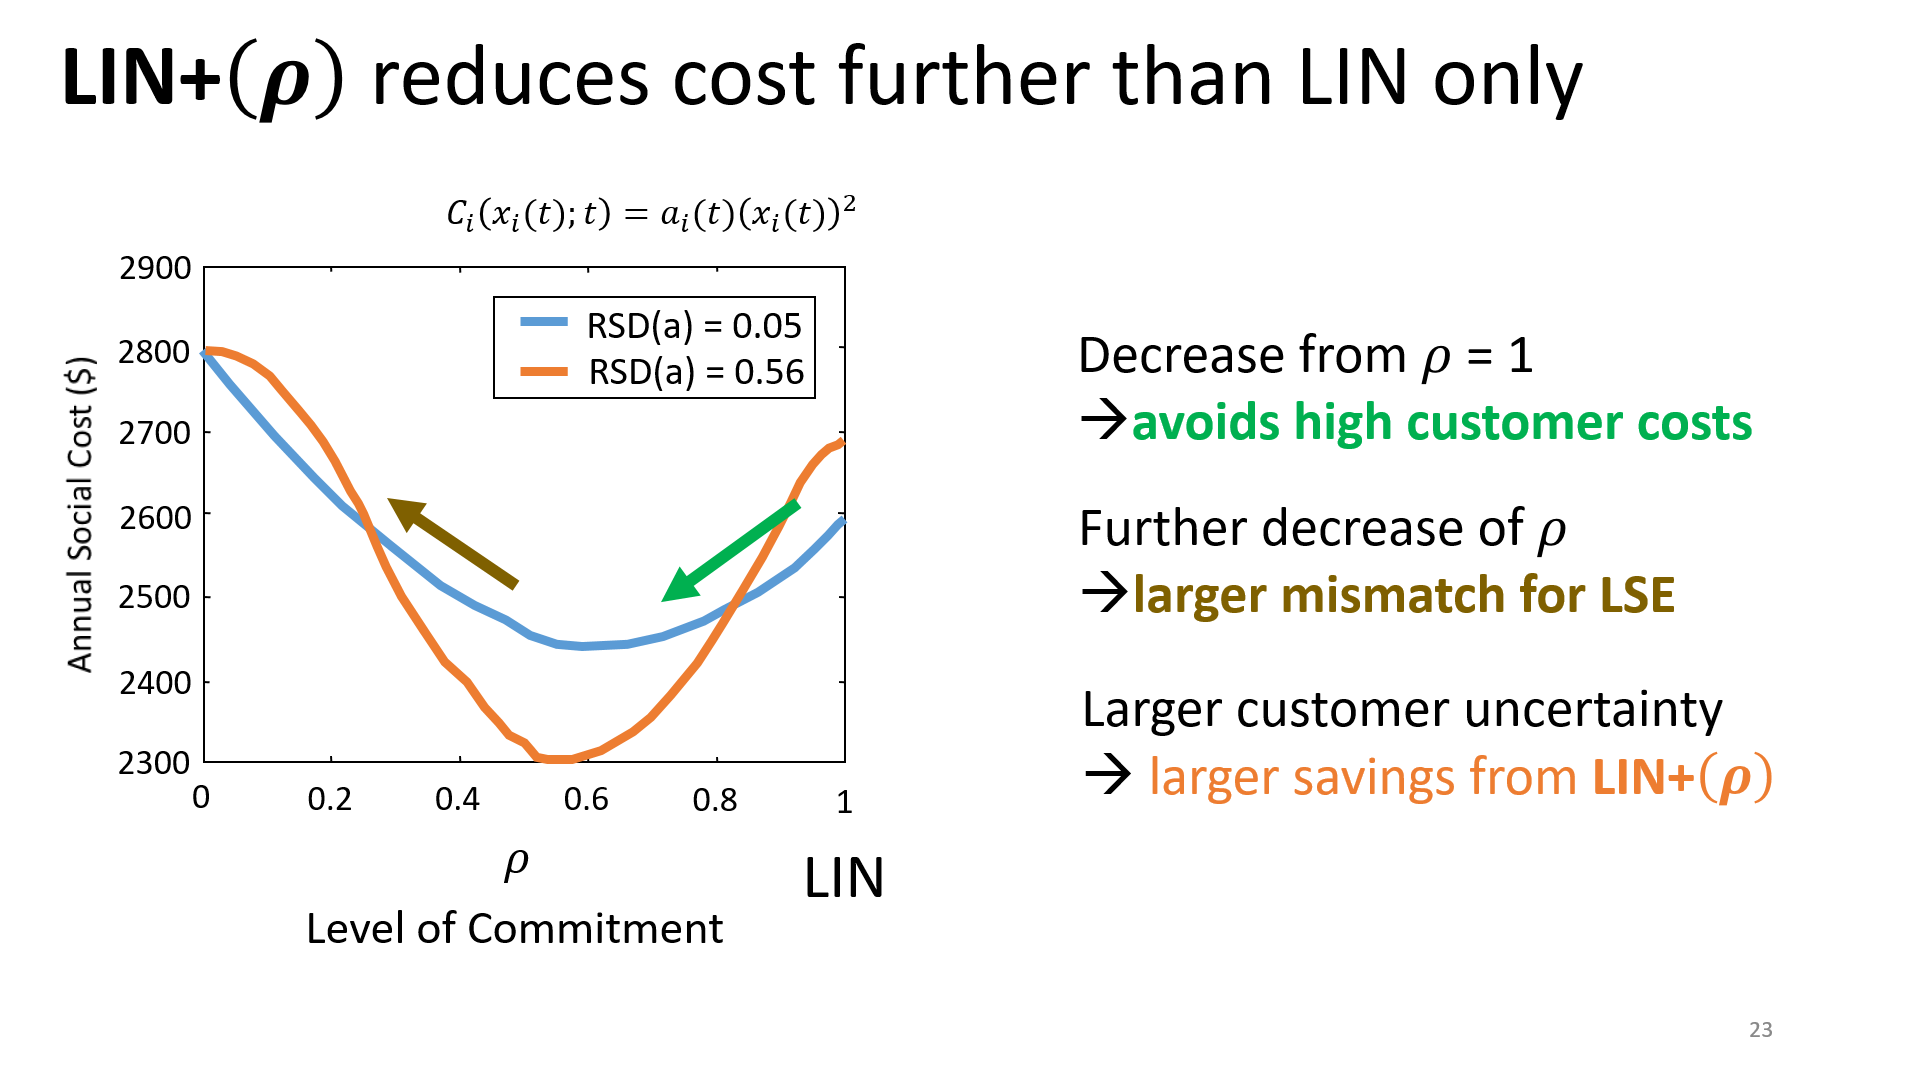 LIN+(ρ) reduces cost further than LIN only
C_i(x_i(t); t) = a_i(t)(x_i(t))²
2900
2800
2700
2600
2500
2400
2300
Annual Social Cost ($)
RSD(a) = 0.05
RSD(a) = 0.56
0 0.2 0.4 0.6 0.8 1
ρ
LIN
Level of Commitment
Decrease from ρ = 1
→avoids high customer costs
Further decrease of ρ
→larger mismatch for LSE
Larger customer uncertainty
→ larger savings from LIN+(ρ)
23